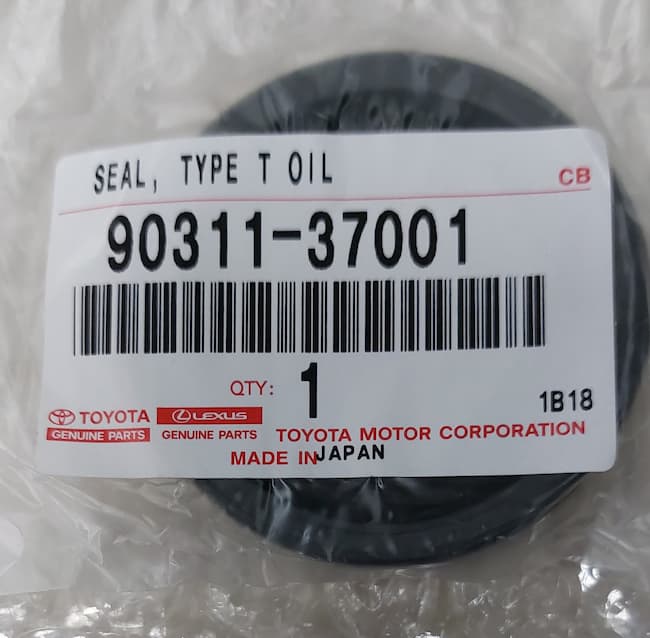 SEAL, TYPE T OIL
CB
90311-37001
QTY: 1
1B18
TOYOTA LEXUS
GENUINE PARTS GENUINE PARTS TOYOTA MOTOR CORPORATION
MADE IN JAPAN